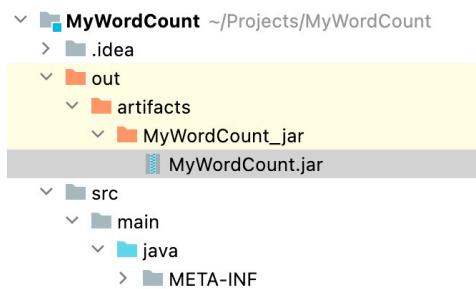 MyWordCount ~/Projects/MyWordCount
.idea
out
artifacts
MyWordCount_jar
MyWordCount.jar
src
main
java
META-INF